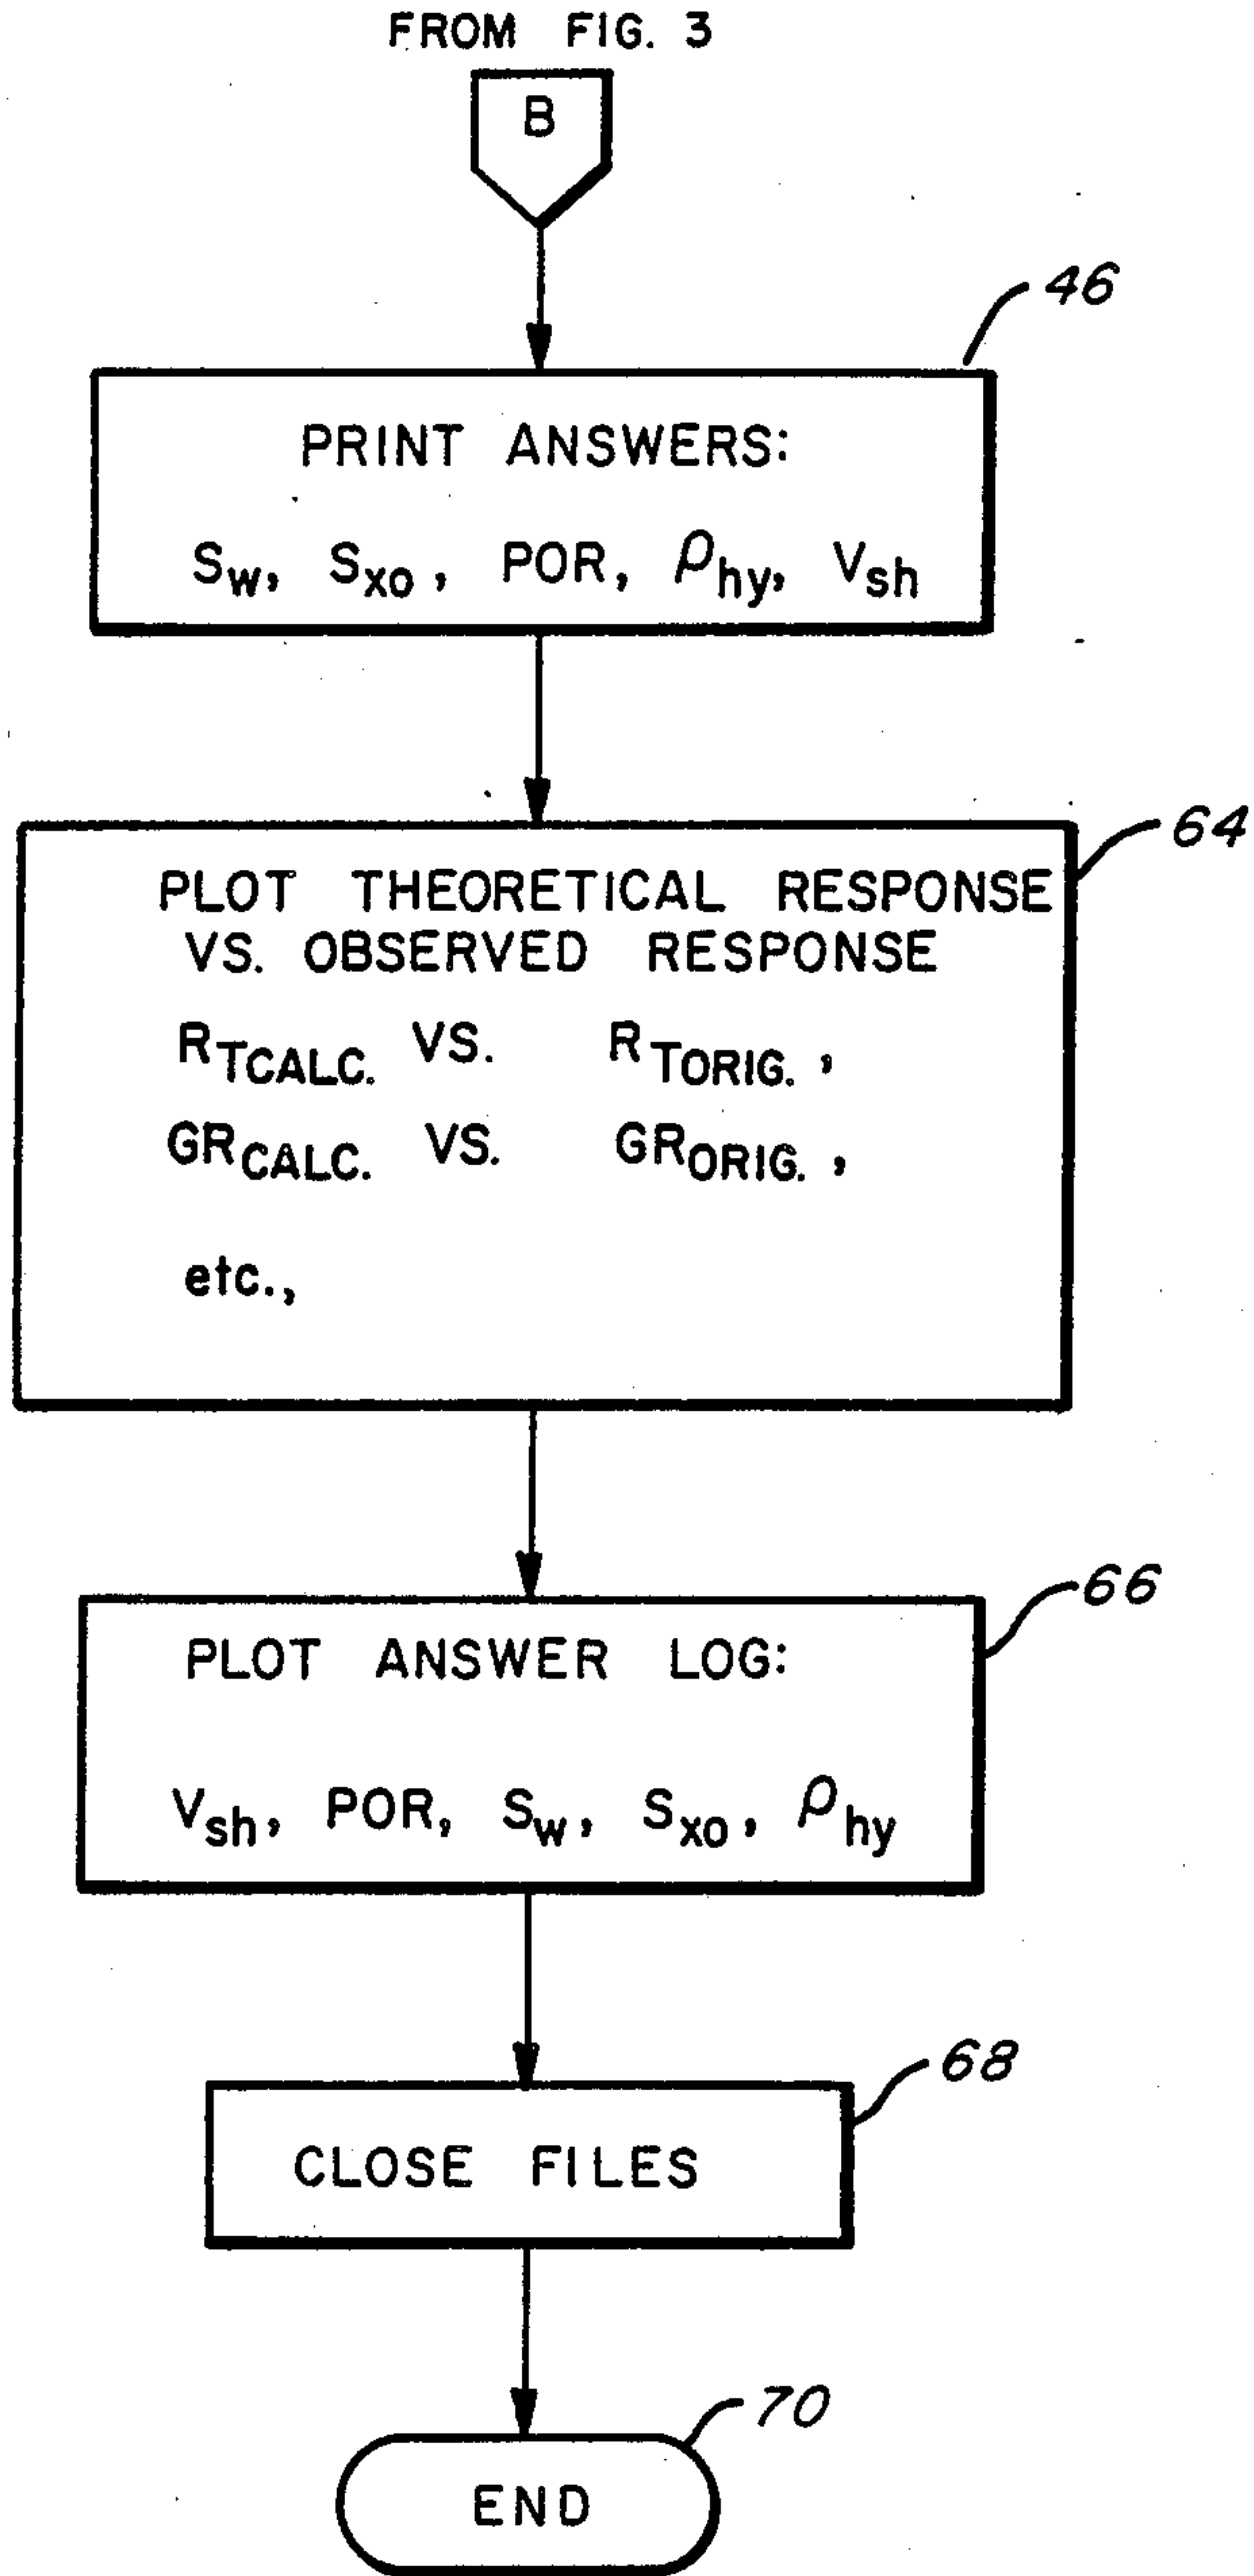 FROM FIG. 3
B
46
PRINT ANSWERS:
Sw, Sxo, POR, ρhy, Vsh
64
PLOT THEORETICAL RESPONSE
VS. OBSERVED RESPONSE
RTCALC. VS. RTORIG.,
GRCALC. VS. GRORIG.,
etc.,
66
PLOT ANSWER LOG:
Vsh, POR, Sw, Sxo, ρhy
68
CLOSE FILES
70
END